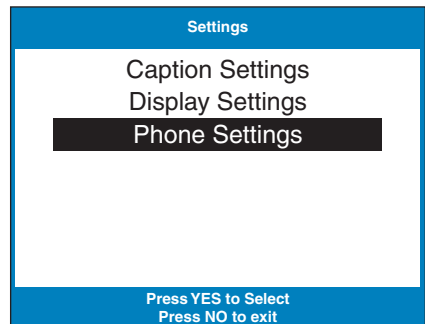 Settings
Caption Settings
Display Settings
Phone Settings
Press YES to Select
Press NO to exit